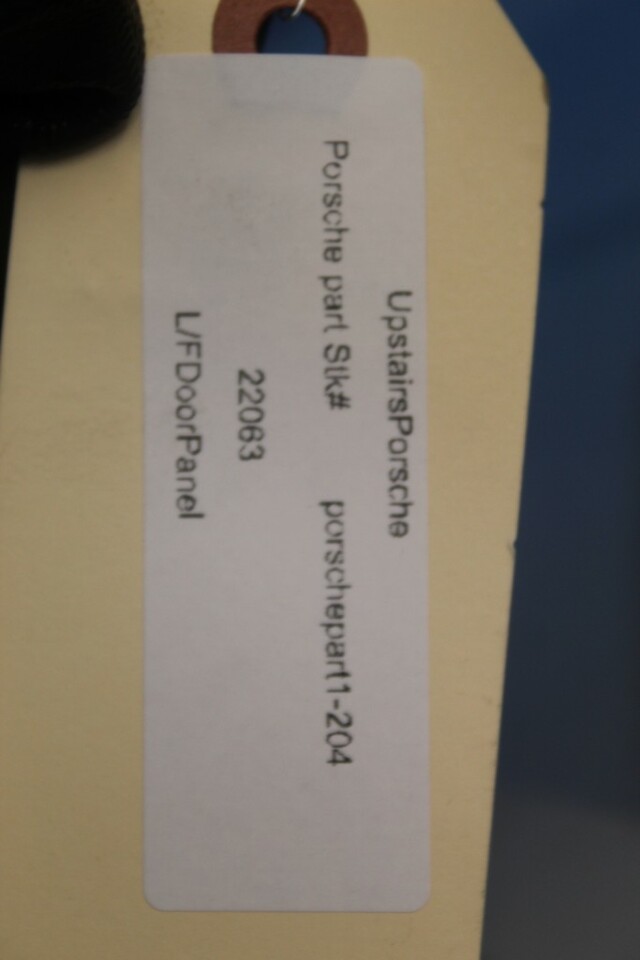 UpstairsPorsche
Porsche part Stk# porschepart1-204
22063
L/FDoorPanel